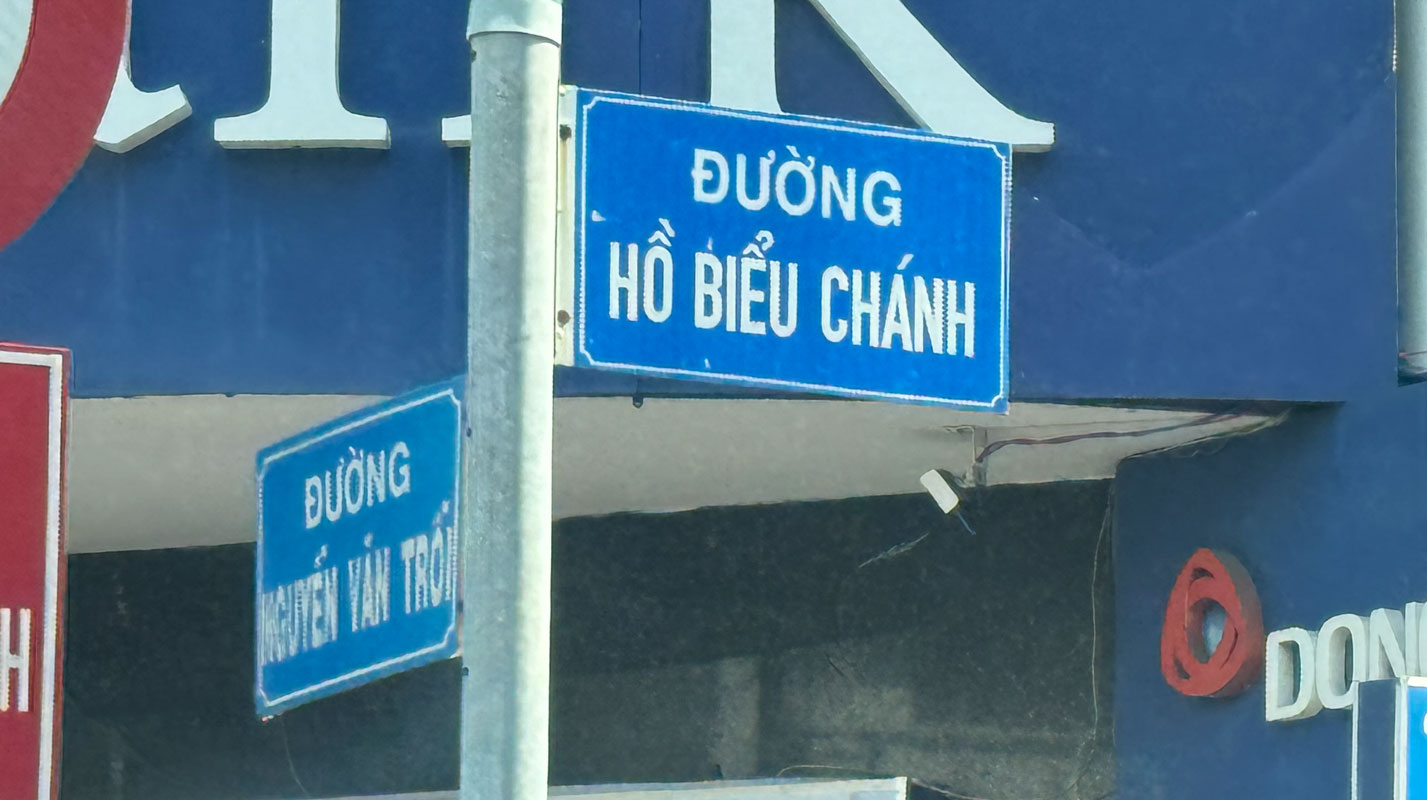 ĐƯỜNG
HỒ BIỂU CHÁNH
ĐƯỜNG
NGUYỄN VĂN TRỖI